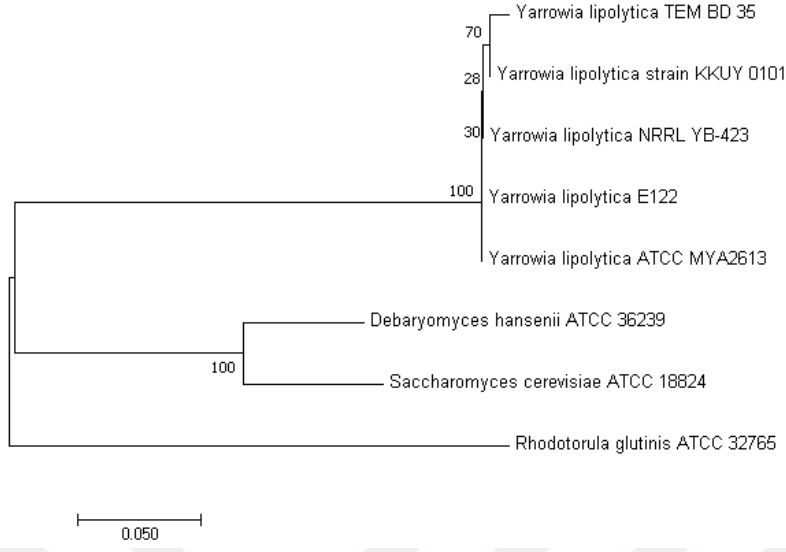 Yarrowia lipolytica TEM BD 35
70
Yarrowia lipolytica strain KKUY 0101
28
Yarrowia lipolytica NRRL YB-423
30
Yarrowia lipolytica E122
100
Yarrowia lipolytica ATCC MYA2613
Debaryomyces hansenii ATCC 36239
100
Saccharomyces cerevisiae ATCC 18824
Rhodotorula glutinis ATCC 32765
0.050